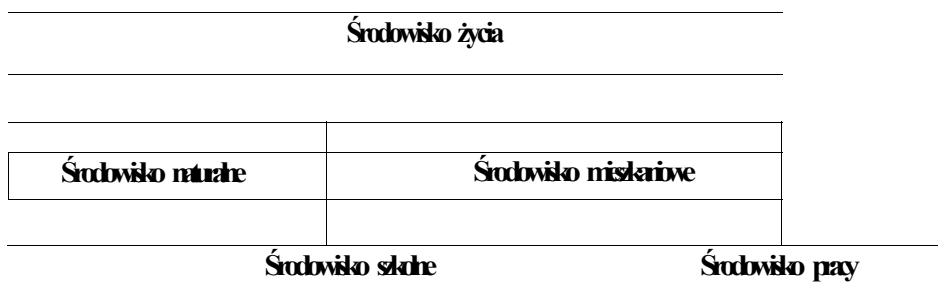 Środowisko życia
Środowisko naturalne Środowisko mieszkaniowe
Środowisko szkolne Środowisko pracy